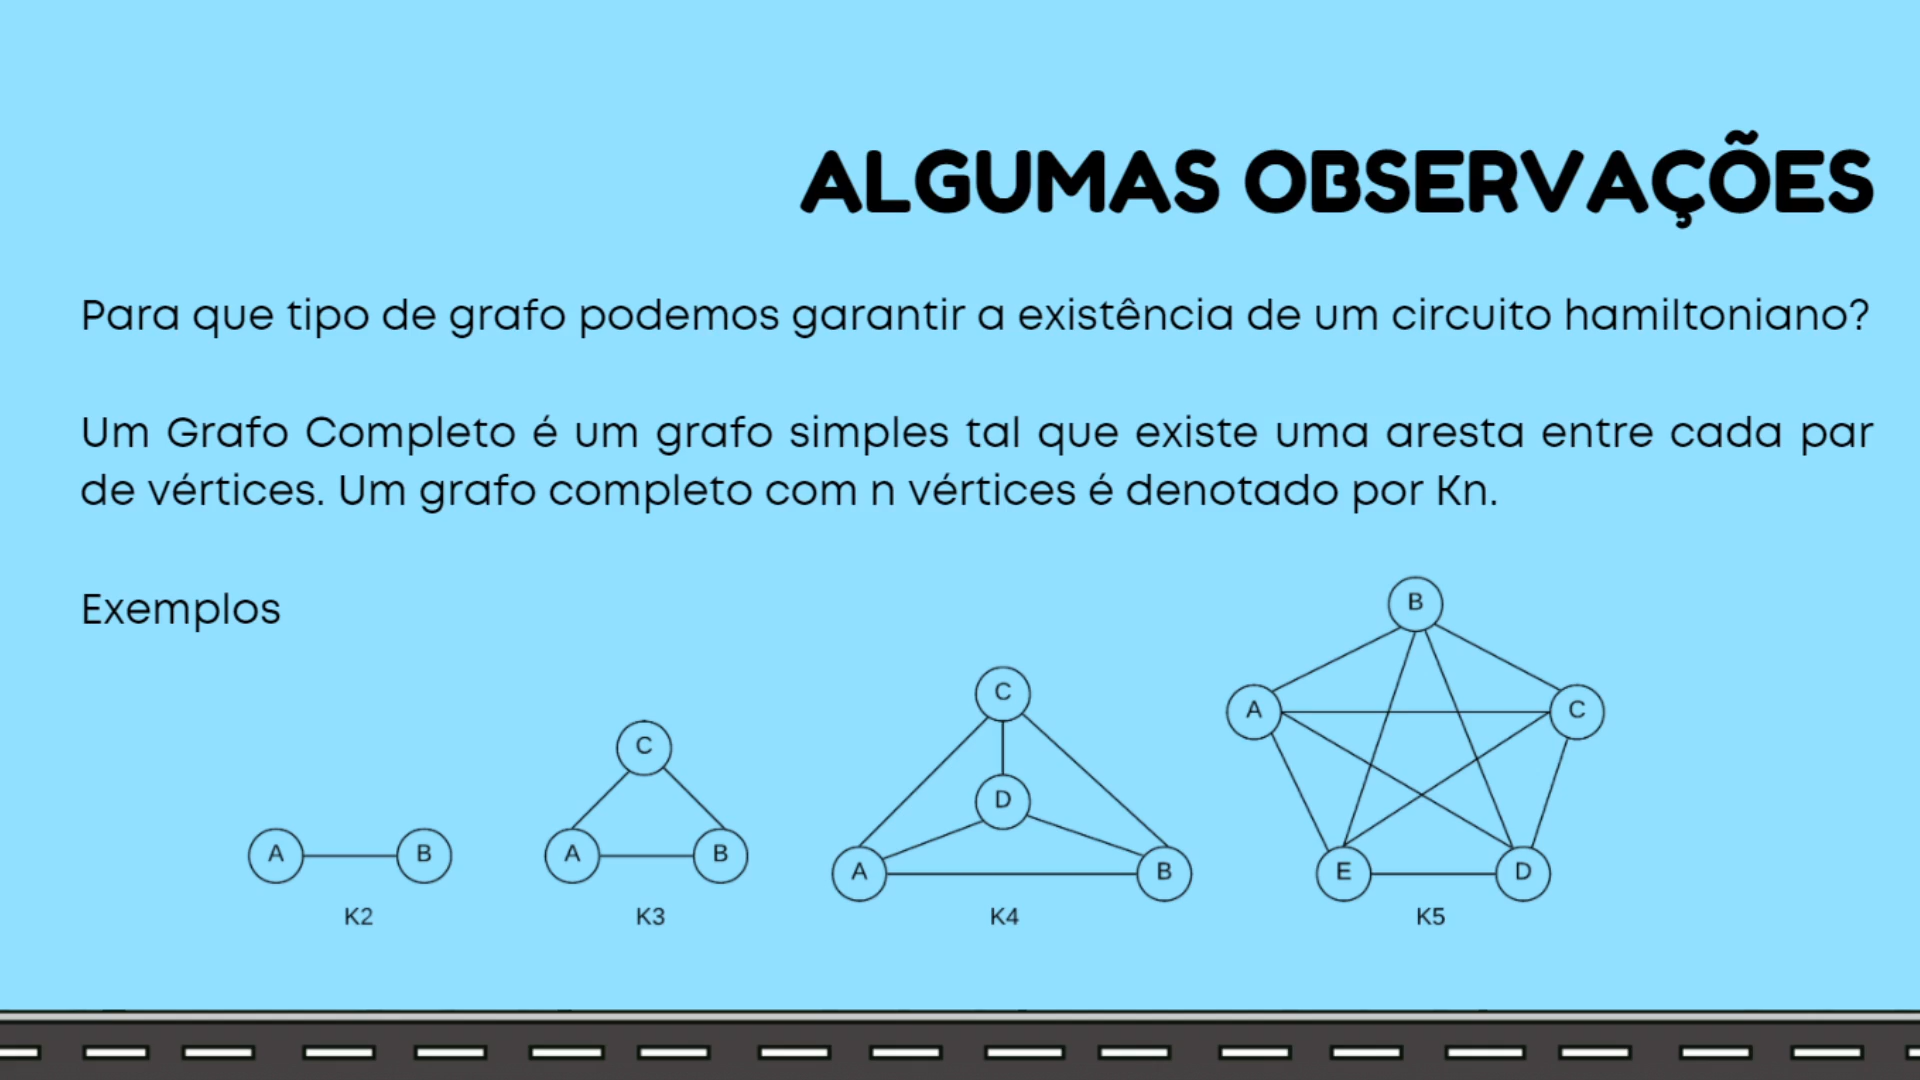 ALGUMAS OBSERVAÇÕES
Para que tipo de grafo podemos garantir a existência de um circuito hamiltoniano?
Um Grafo Completo é um grafo simples tal que existe uma aresta entre cada par
de vértices. Um grafo completo com n vértices é denotado por Kn.
Exemplos
A B
K2
C
A B
K3
C
D
A B
K4
B
A C
E D
K5